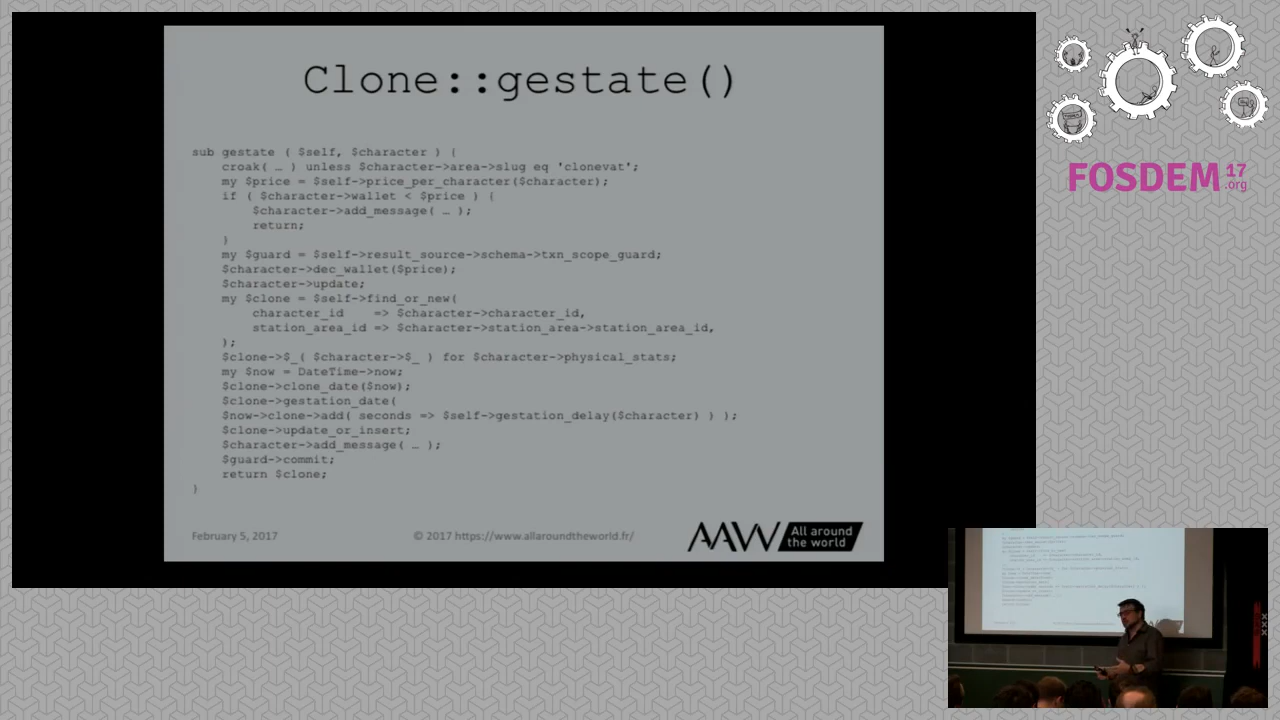 Clone::gestate()
sub gestate ( $self, $character ) {
    croak( … ) unless $character->area->slug eq 'clonevat';
    my $price = $self->price_per_character($character);
    if ( $character->wallet < $price ) {
        $character->add_message( … );
        return;
    }
    my $guard = $self->result_source->schema->txn_scope_guard;
    $character->dec_wallet($price);
    $character->update;
    my $clone = $self->find_or_new(
        character_id    => $character->character_id,
        station_area_id => $character->station_area->station_area_id,
    );
    $clone->$_( $character->$_ ) for $character->physical_stats;
    my $now = DateTime->now;
    $clone->clone_date($now);
    $clone->gestation_date(
    $now->clone->add( seconds => $self->gestation_delay($character) ) );
    $clone->update_or_insert;
    $character->add_message( … );
    $guard->commit;
    return $clone;
}
February 5, 2017
© 2017 https://www.allaroundtheworld.fr/
AAW All around
the world
FOSDEM 17
.org